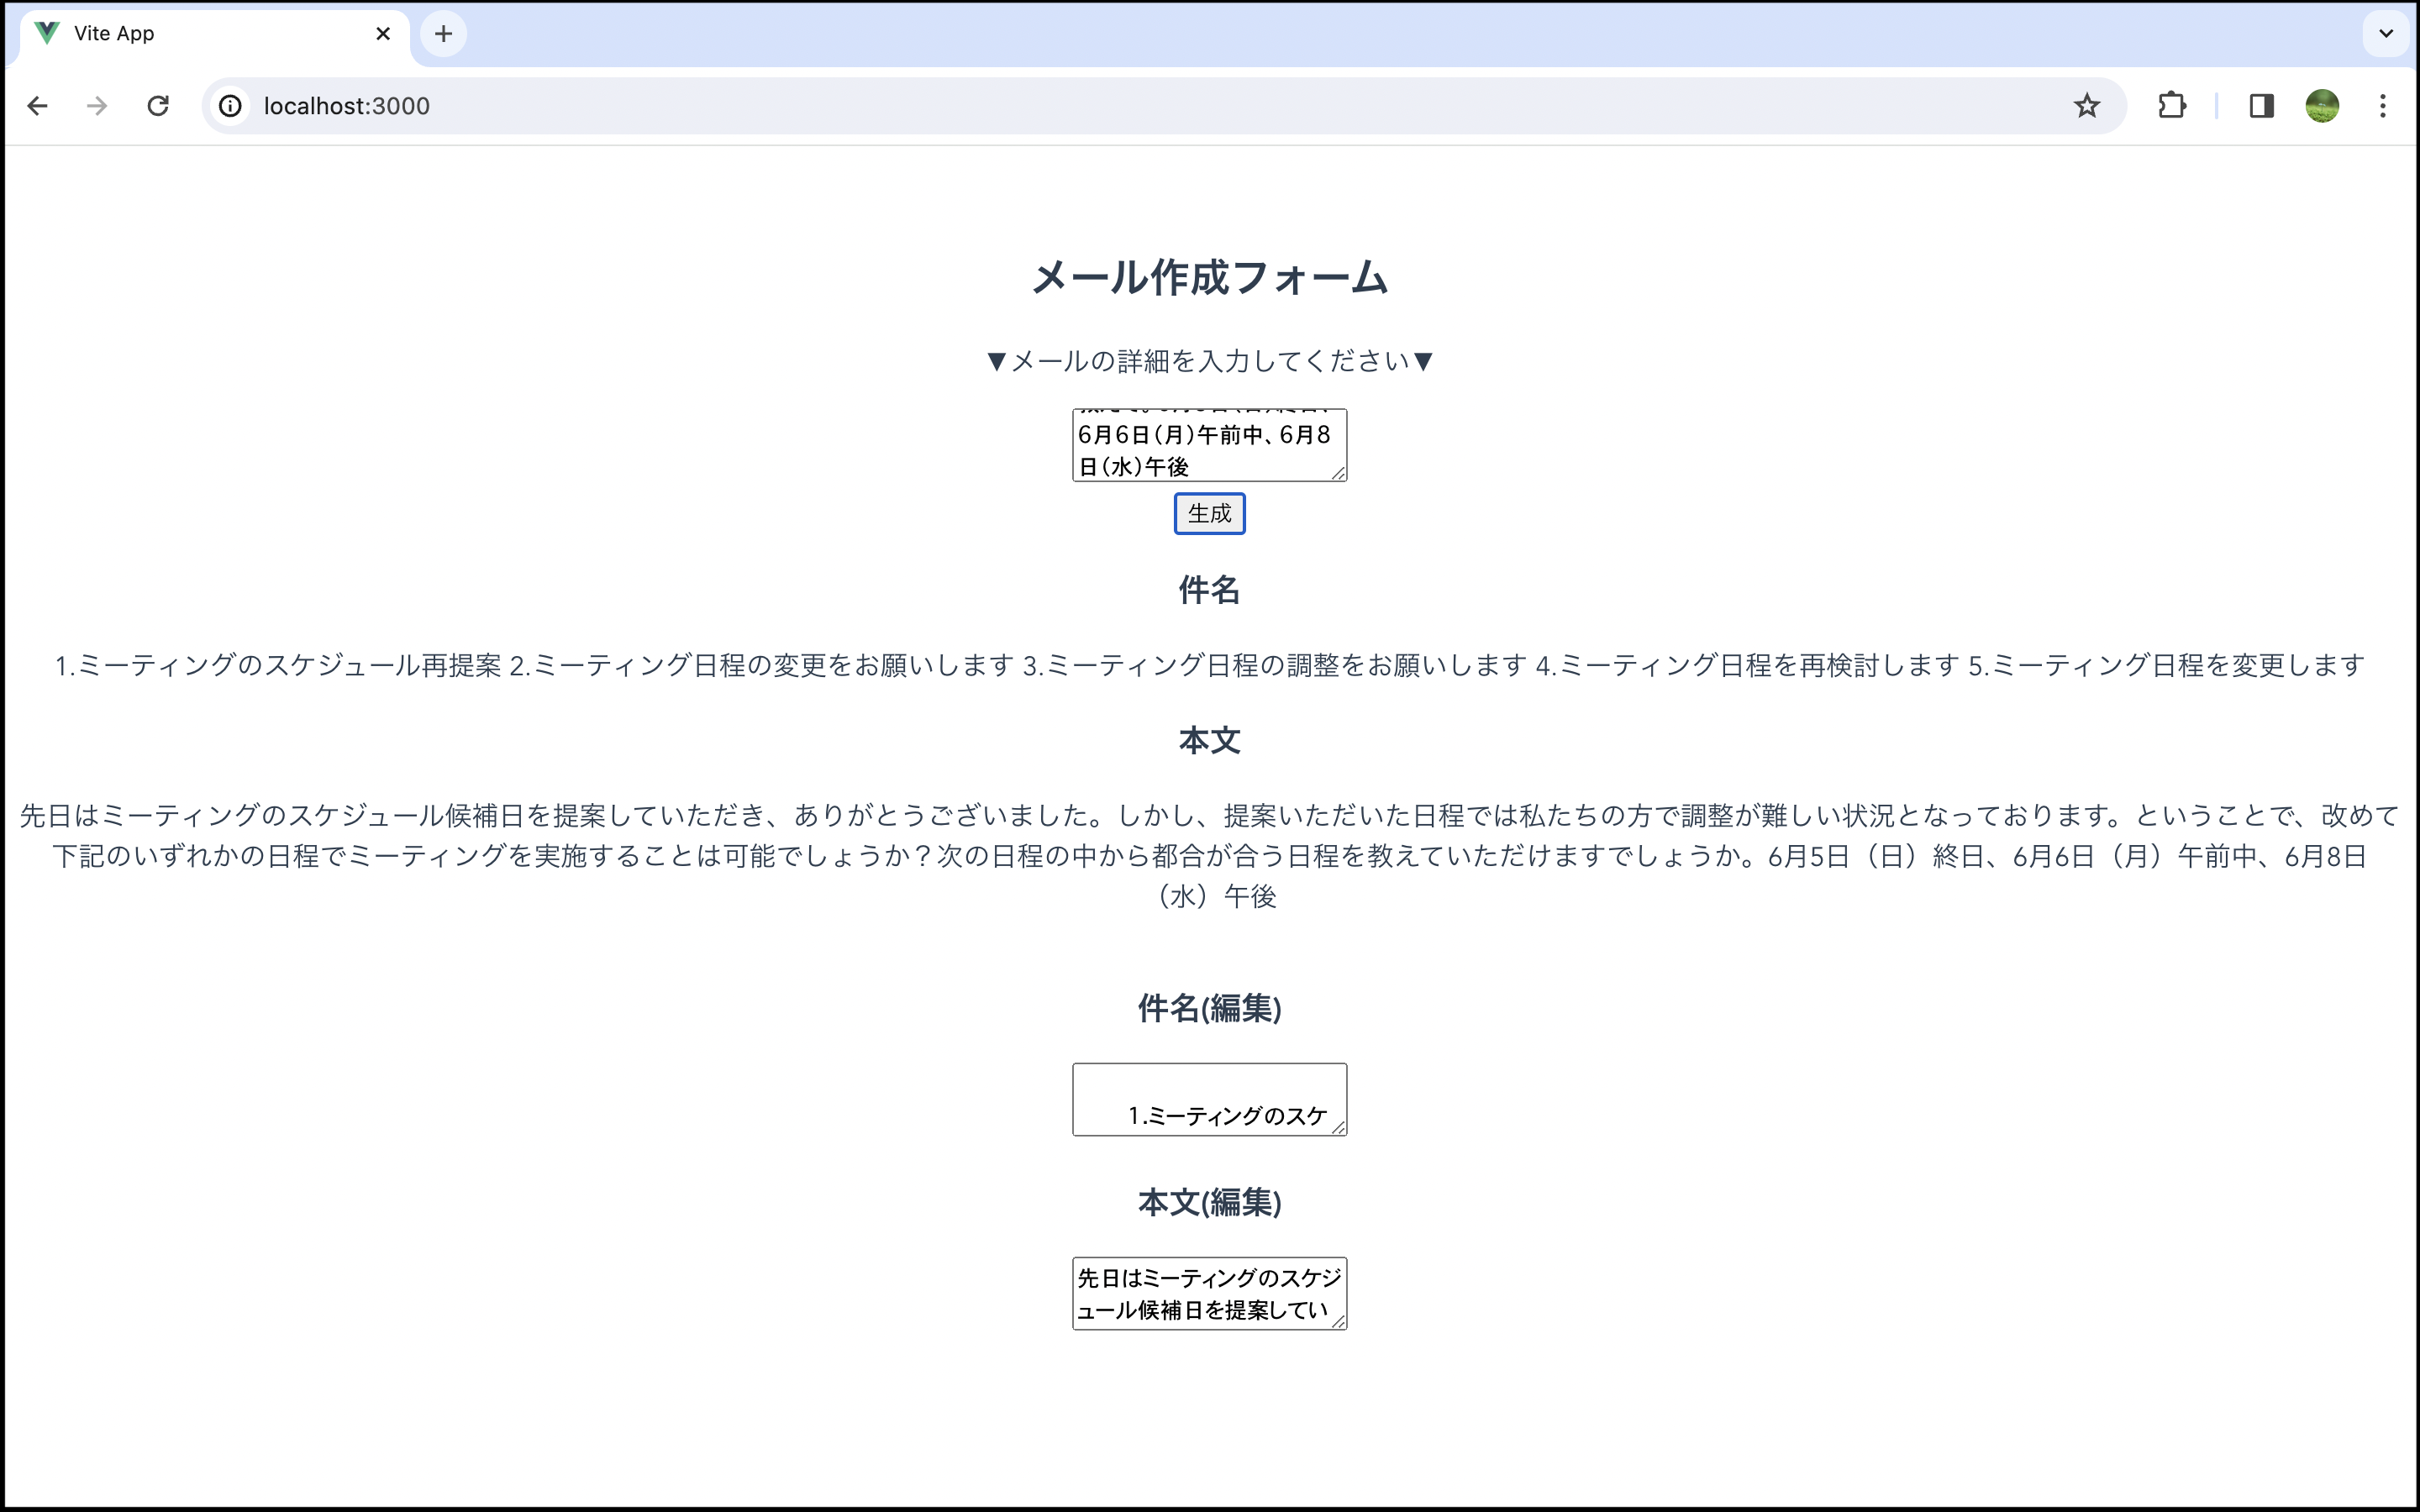 Vite App
localhost:3000
メール作成フォーム
▼メールの詳細を入力してください▼
6月6日(月)午前中、6月8
日(水)午後
生成
件名
1.ミーティングのスケジュール再提案 2.ミーティング日程の変更をお願いします 3.ミーティング日程の調整をお願いします 4.ミーティング日程を再検討します 5.ミーティング日程を変更します
本文
先日はミーティングのスケジュール候補日を提案していただき、ありがとうございました。しかし、提案いただいた日程では私たちの方で調整が難しい状況となっております。ということで、改めて
下記のいずれかの日程でミーティングを実施することは可能でしょうか？次の日程の中から都合が合う日程を教えていただけますでしょうか。6月5日（日）終日、6月6日（月）午前中、6月8日
（水）午後
件名(編集)
1.ミーティングのスケ
本文(編集)
先日はミーティングのスケジ
ュール候補日を提案してい